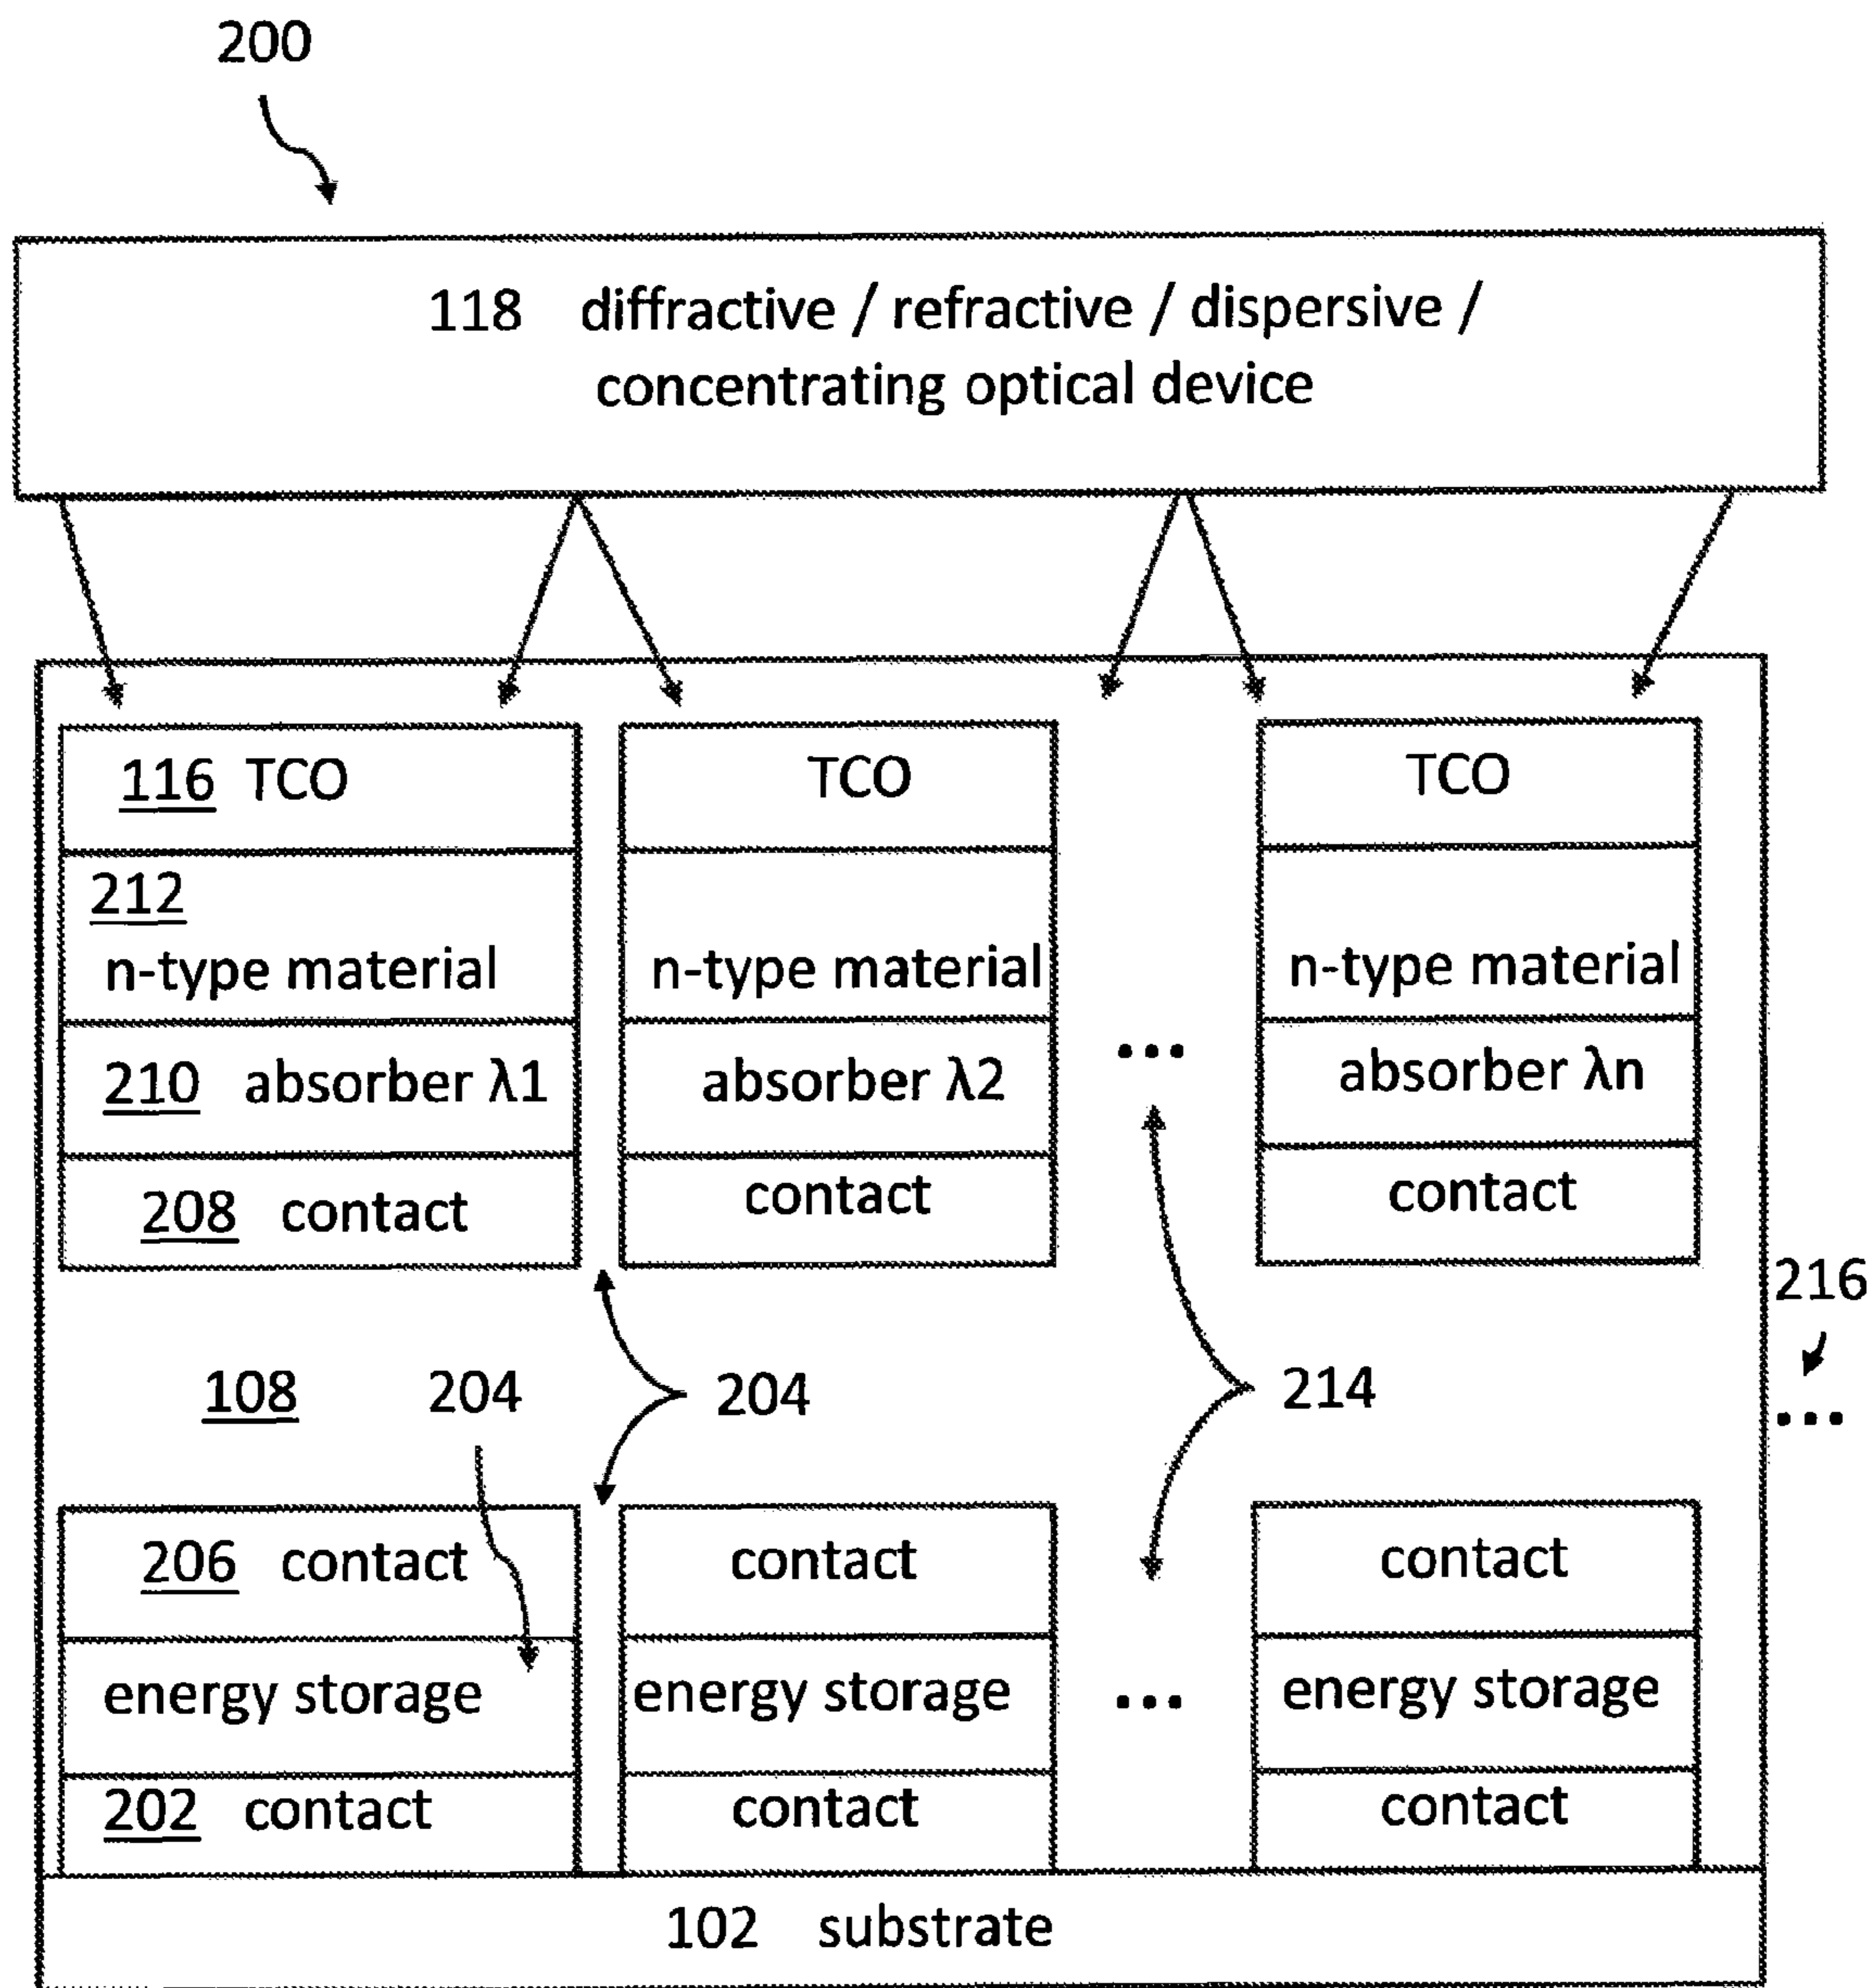 200
118 diffractive / refractive / dispersive /
concentrating optical device
116 TCO
TCO
TCO
212
n-type material
n-type material
n-type material
210 absorber λ1
absorber λ2
...
absorber λn
208 contact
contact
contact
216
...
108
204
204
214
206 contact
contact
contact
energy storage
energy storage
...
energy storage
202 contact
contact
contact
102 substrate